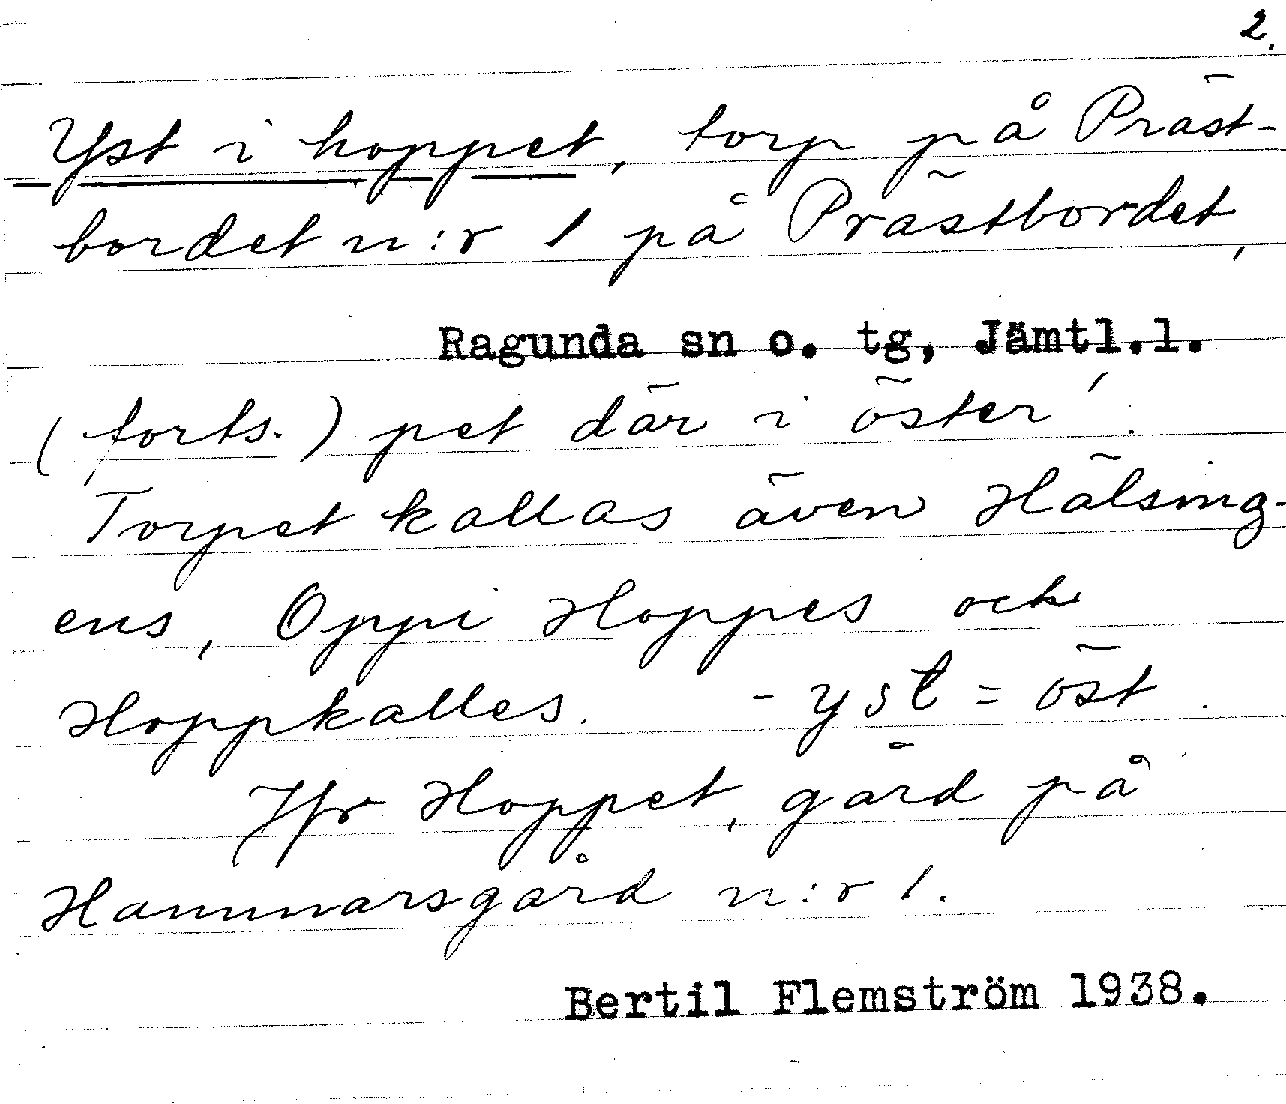 2.
Yst i hoppet, torp på Präst-
bordet n:r 1 på Prästbordet,
Ragunda sn o. tg, Jämtl.l.
(forts.) pet där i öster'.
Torpet kallas även Hälsing-
ens, Oppi Hoppes och
Hoppkalles. - yst = öst.
Jfr Hoppet, gård på
Hammarsgård n:r 1.
Bertil Flemström 1938.